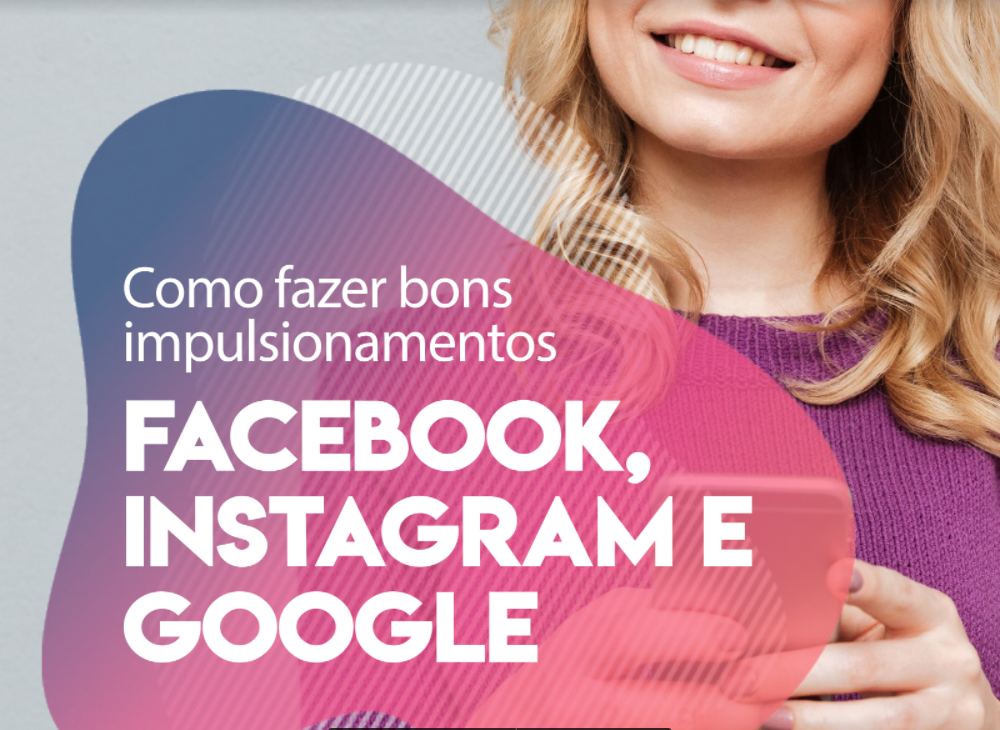 Como fazer bons
impulsionamentos
FACEBOOK,
INSTAGRAM E
GOOGLE